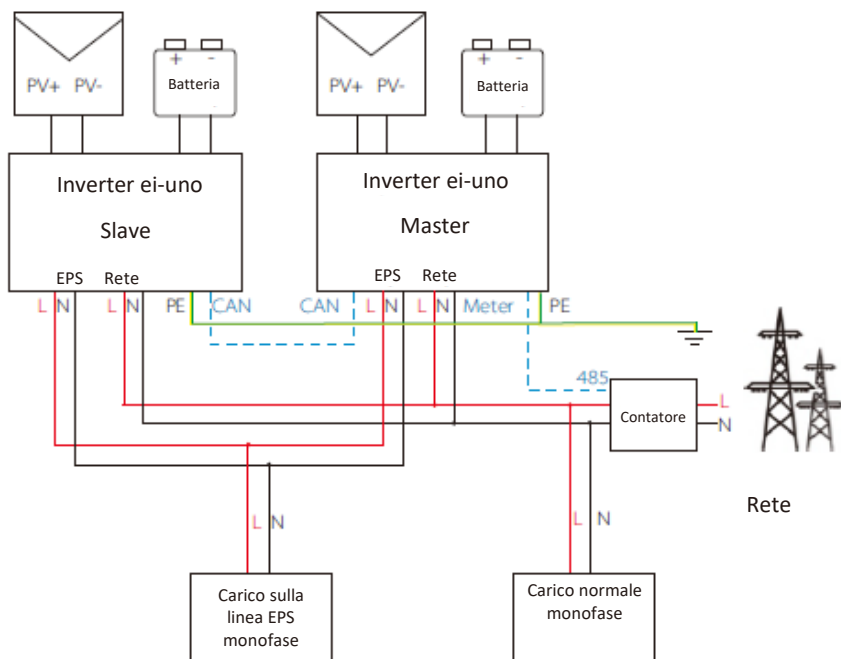 PV+ PV-
+ -
Batteria
PV+ PV-
+ -
Batteria
Inverter ei-uno
Slave
Inverter ei-uno
Master
EPS Rete
EPS Rete
L N L N PE CAN
CAN L N L N Meter PE
485
Contatore
L
N
Rete
L N
L N
Carico sulla
linea EPS
monofase
Carico normale
monofase